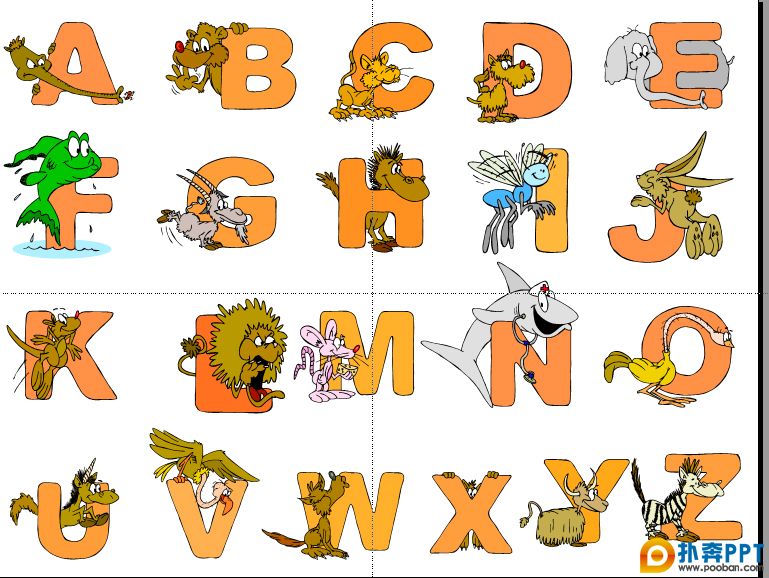 A B C D E
F G H I J
K L M N O
U V W X Y Z
扑奔PPT
www.pooban.com